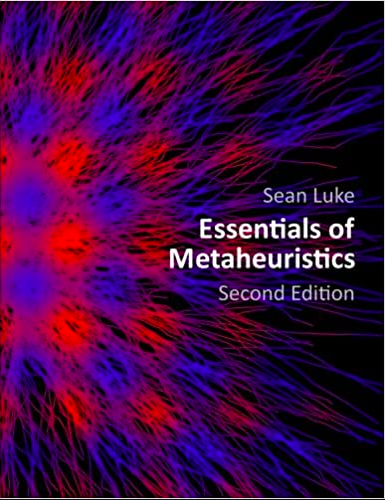 Sean Luke
Essentials of
Metaheuristics
Second Edition